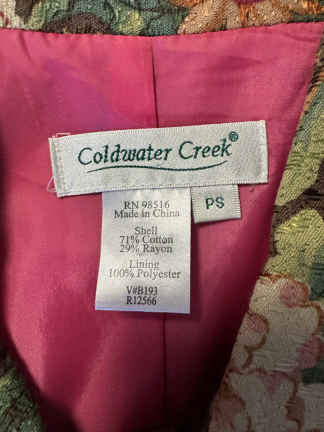 Coldwater Creek®
PS
RN 98516
Made in China
Shell
71% Cotton
29% Rayon
Lining
100% Polyester
V#B193
R12566